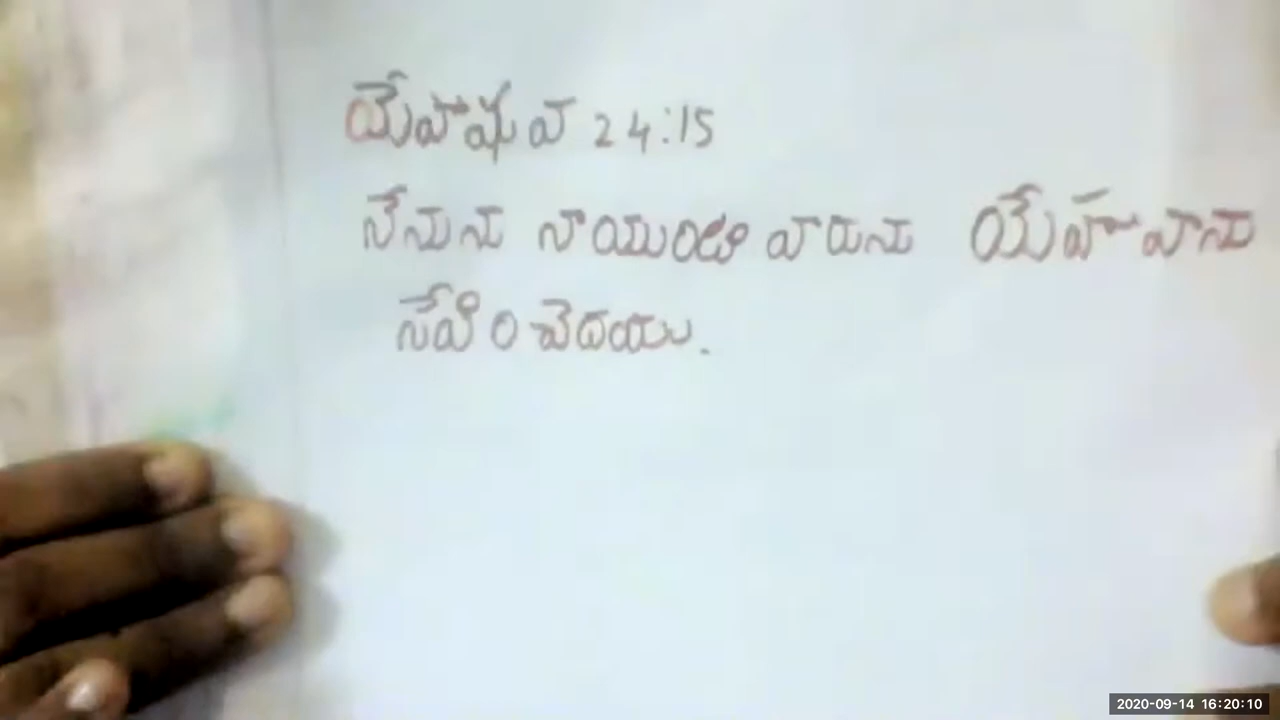 యేహోషువ 24:15
నేనును నాయింటి వారును యేహోవాను
సేవించెదము.
2020-09-14 16:20:10